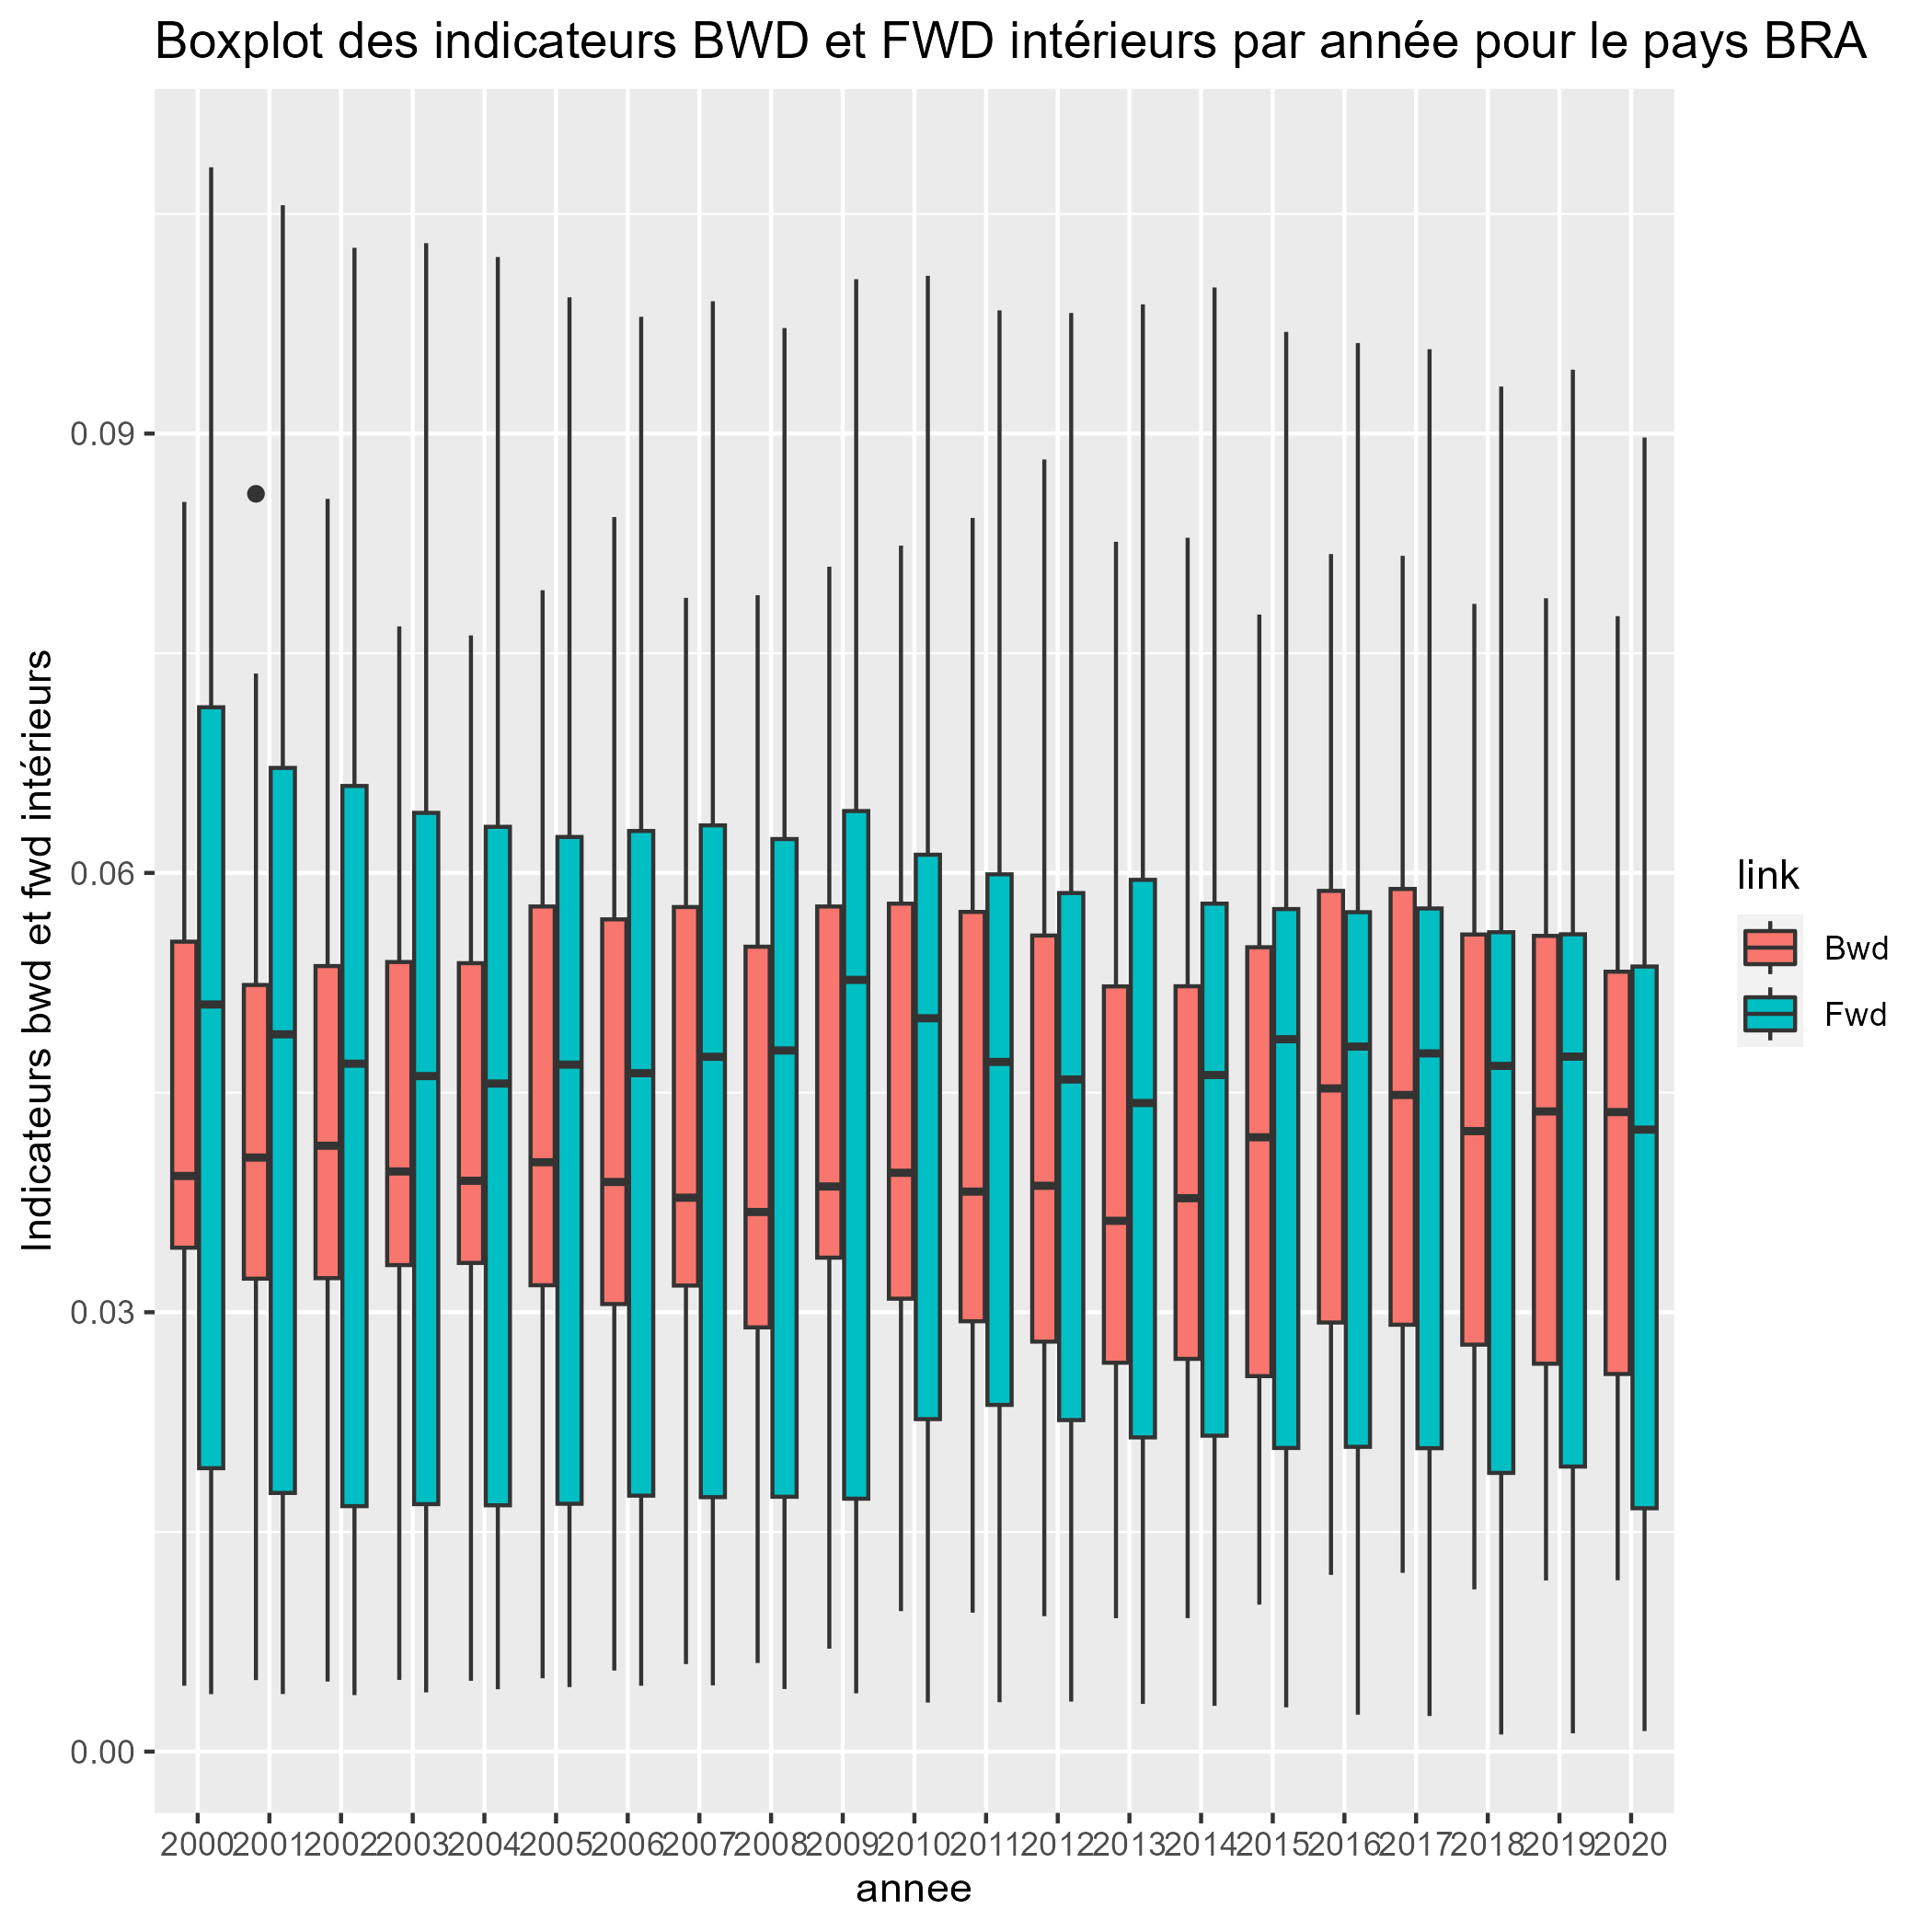 Boxplot des indicateurs BWD et FWD intérieurs par année pour le pays BRA
Indicateurs bwd et fwd intérieurs
0.09
0.06
0.03
0.00
2000 2001 2002 2003 2004 2005 2006 2007 2008 2009 2010 2011 2012 2013 2014 2015 2016 2017 2018 2019 2020
annee
link
Bwd
Fwd